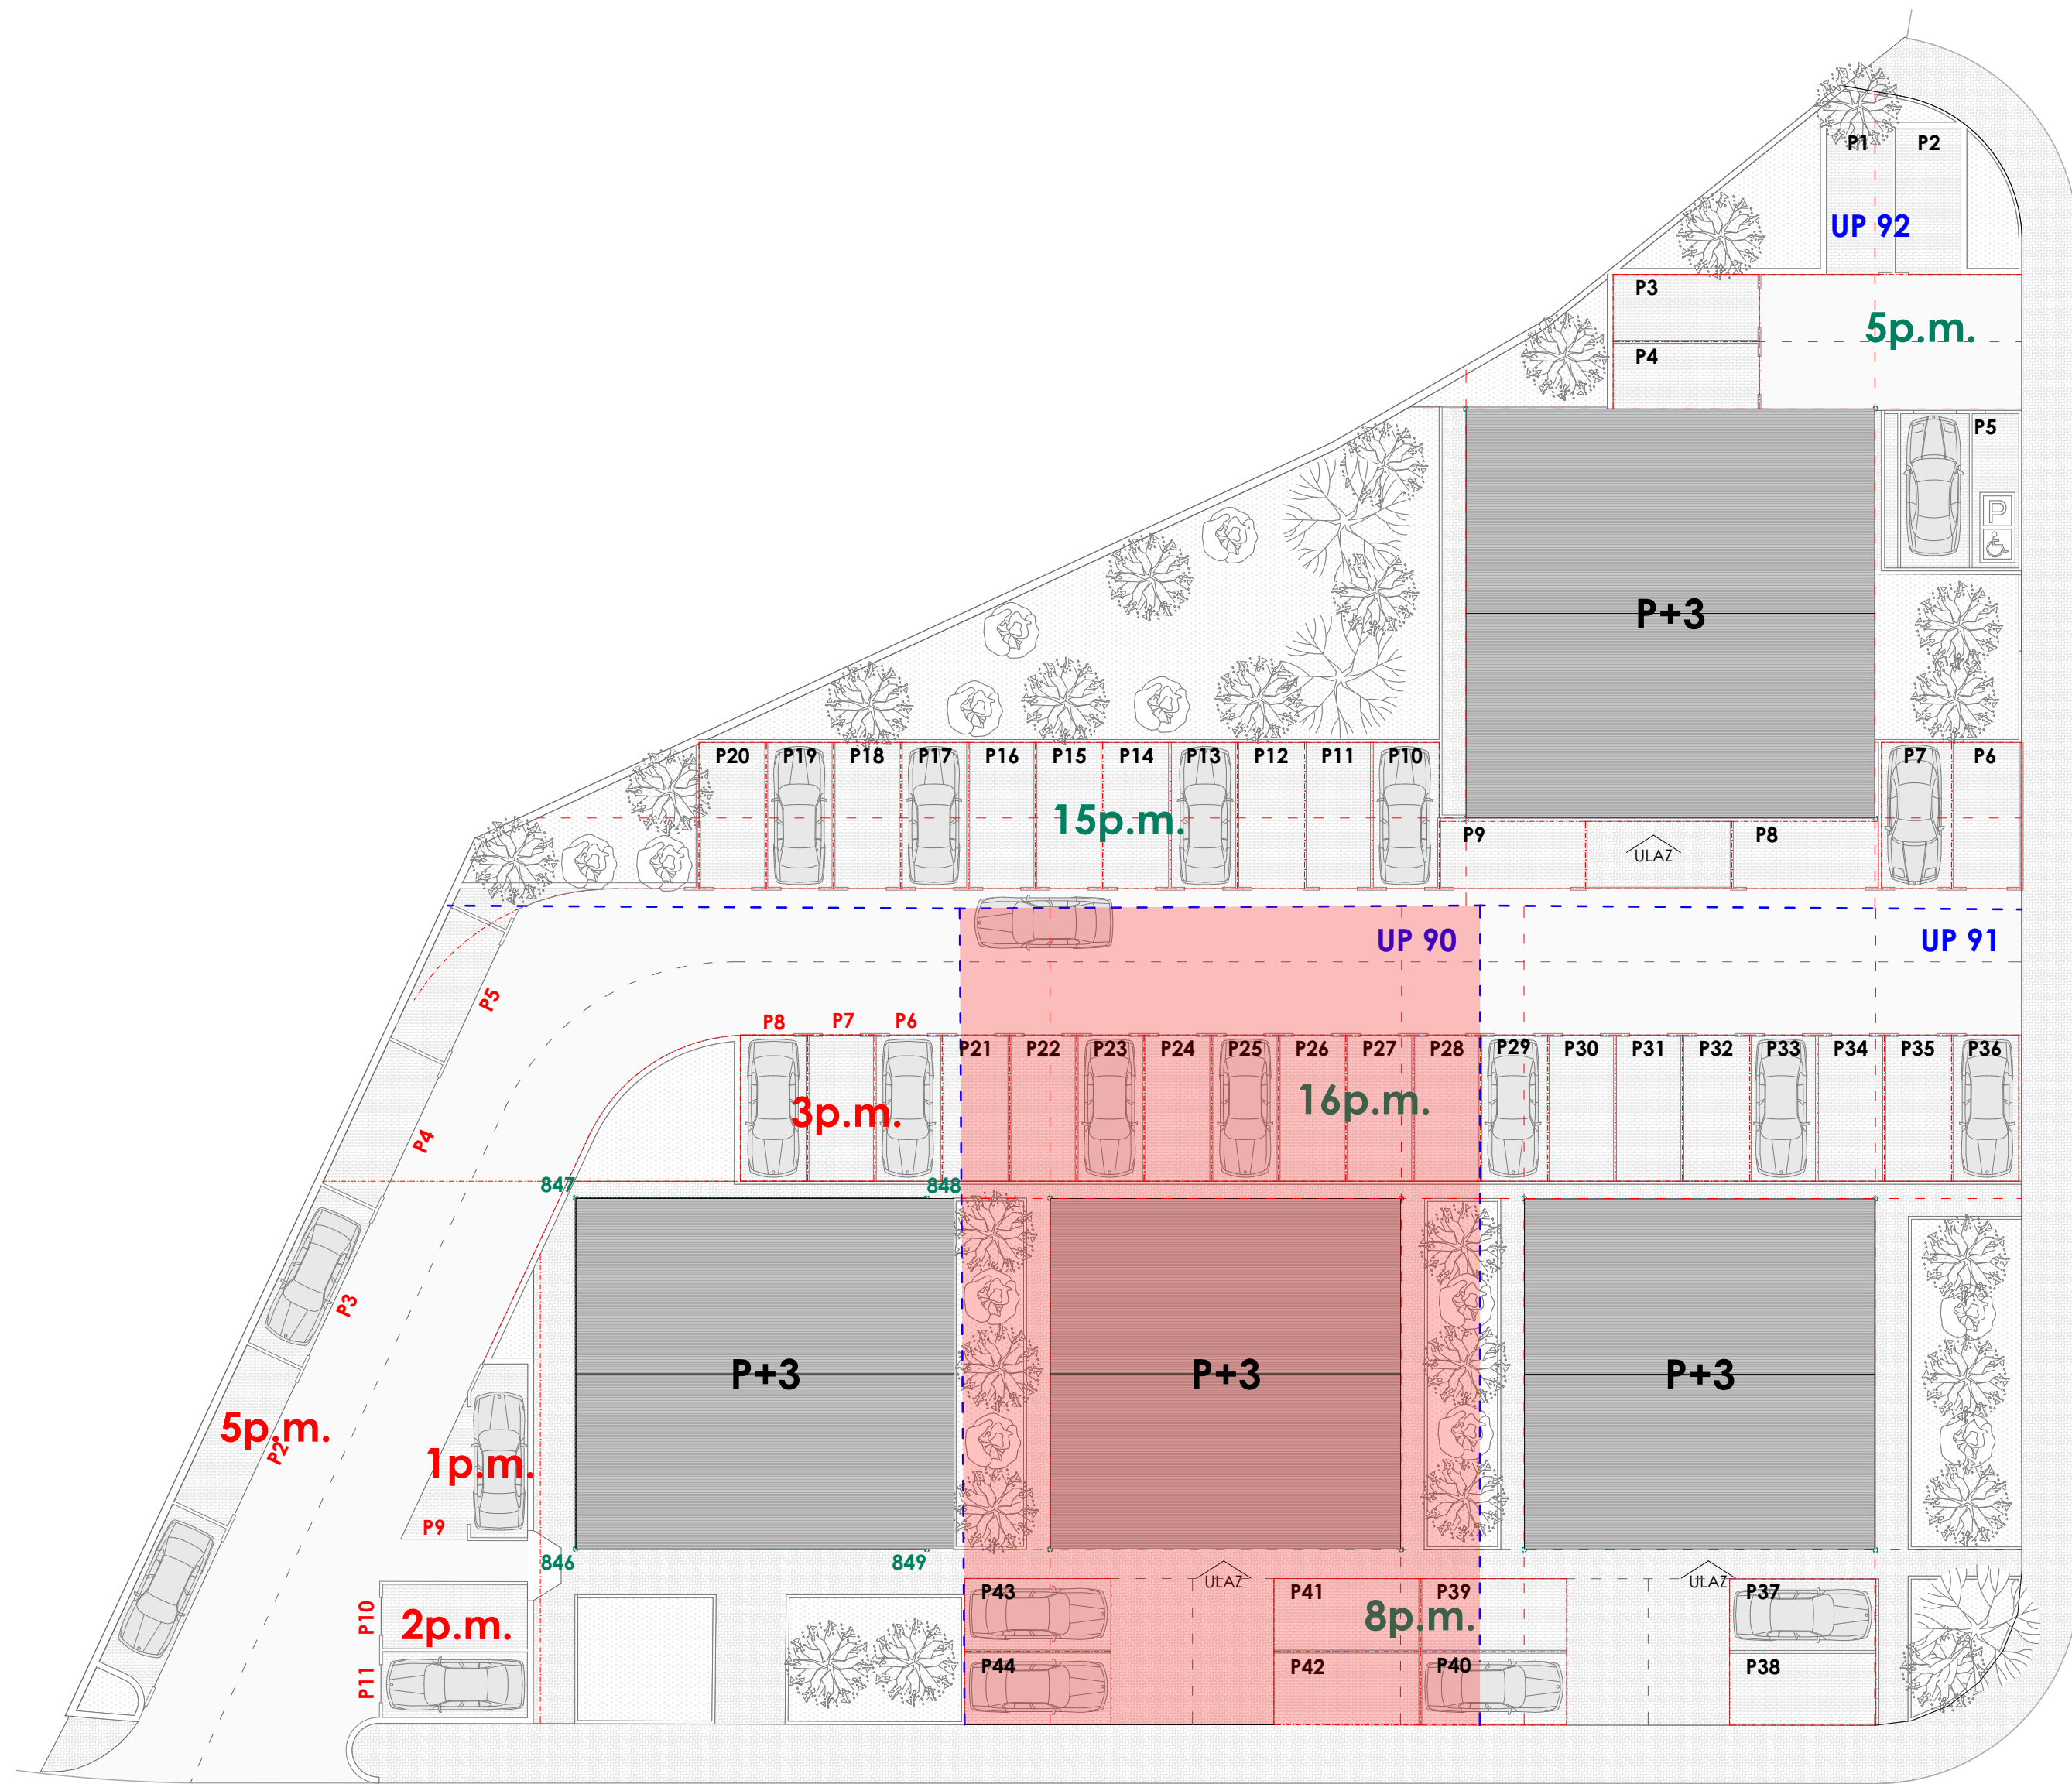 P1 P2
UP 92
P3
5p.m.
P4
P5
P
P+3
P20 P19 P18 P17 P16 P15 P14 P13 P12 P11 P10 P7 P6
15p.m.
P9 P8
ULAZ
UP 90 UP 91
P5
P8 P7 P6
P21 P22 P23 P24 P25 P26 P27 P28 P29 P30 P31 P32 P33 P34 P35 P36
3p.m. 16p.m.
P4
847 848
P3
P+3 P+3 P+3
5p.m.
P2
1p.m.
P9
846 849
ULAZ ULAZ
P43 P41 P39 P37
P10 2p.m. 8p.m.
P44 P42 P40 P38
P11